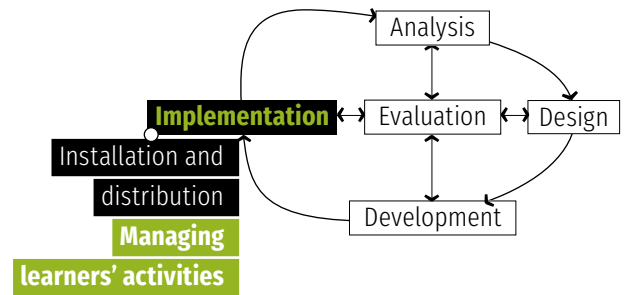 Analysis
Implementation
Evaluation
Design
Installation and
distribution
Managing
learners’ activities
Development